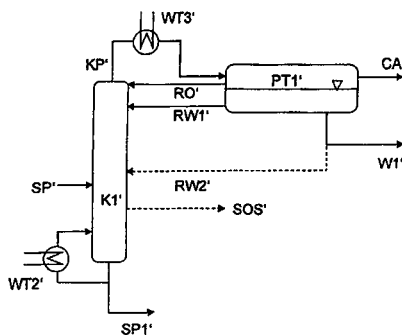 WT3'
KP'
PT1'
CA
RO'
RW1'
W1'
RW2'
SP'
K1'
SOS'
WT2'
SP1'